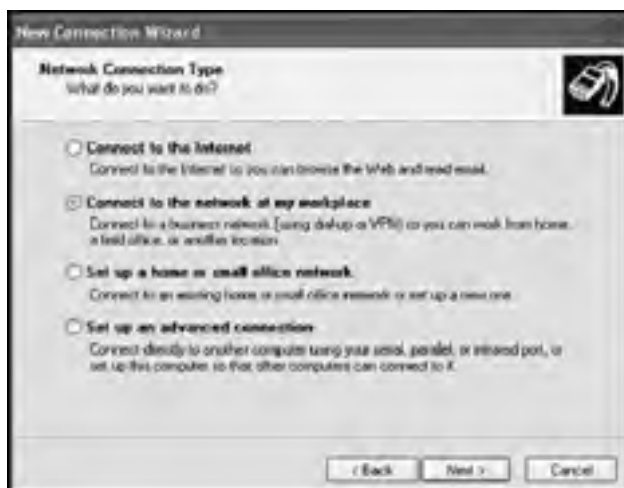 New Connection Wizard
Network Connection Type
What do you want to do?
Connect to the Internet
Connect to the Internet so you can browse the Web and read email.
Connect to the network at my workplace
Connect to a business network (using dial-up or VPN) so you can work from home,
a field office, or another location.
Set up a home or small office network
Connect to an existing home or small office network or set up a new one.
Set up an advanced connection
Connect directly to another computer using your serial, parallel, or infrared port, or
set up this computer so that other computers can connect to it.
< Back
Next >
Cancel